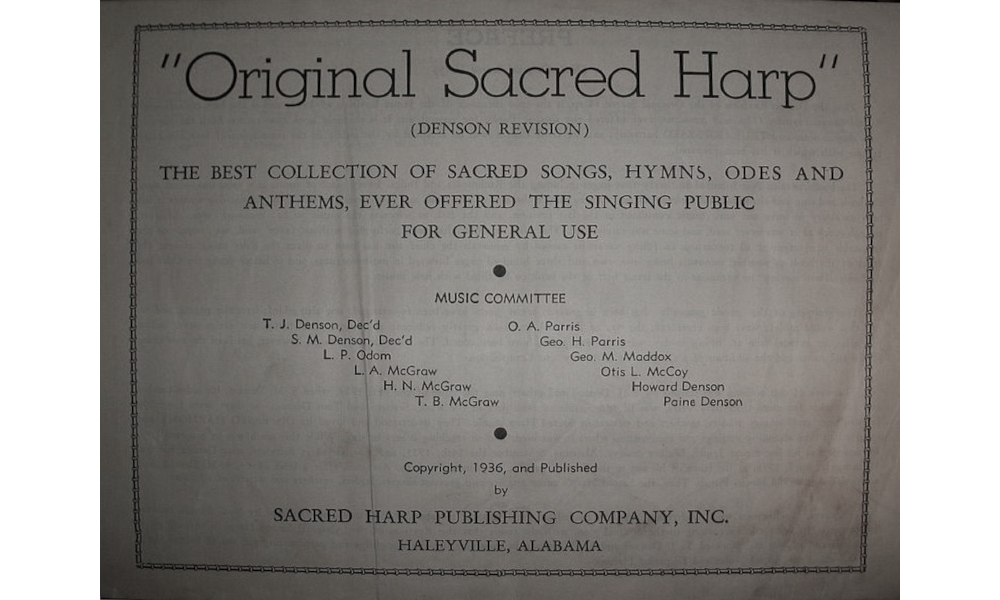 "Original Sacred Harp"
(DENSON REVISION)
THE BEST COLLECTION OF SACRED SONGS, HYMNS, ODES AND
ANTHEMS, EVER OFFERED THE SINGING PUBLIC
FOR GENERAL USE
MUSIC COMMITTEE
T. J. Denson, Dec'd
S. M. Denson, Dec'd
L. P. Odom
L. A. McGraw
H. N. McGraw
T. B. McGraw
O. A. Parris
Geo. H. Parris
Geo. M. Maddox
Otis L. McCoy
Howard Denson
Paine Denson
Copyright, 1936, and Published
by
SACRED HARP PUBLISHING COMPANY, INC.
HALEYVILLE, ALABAMA